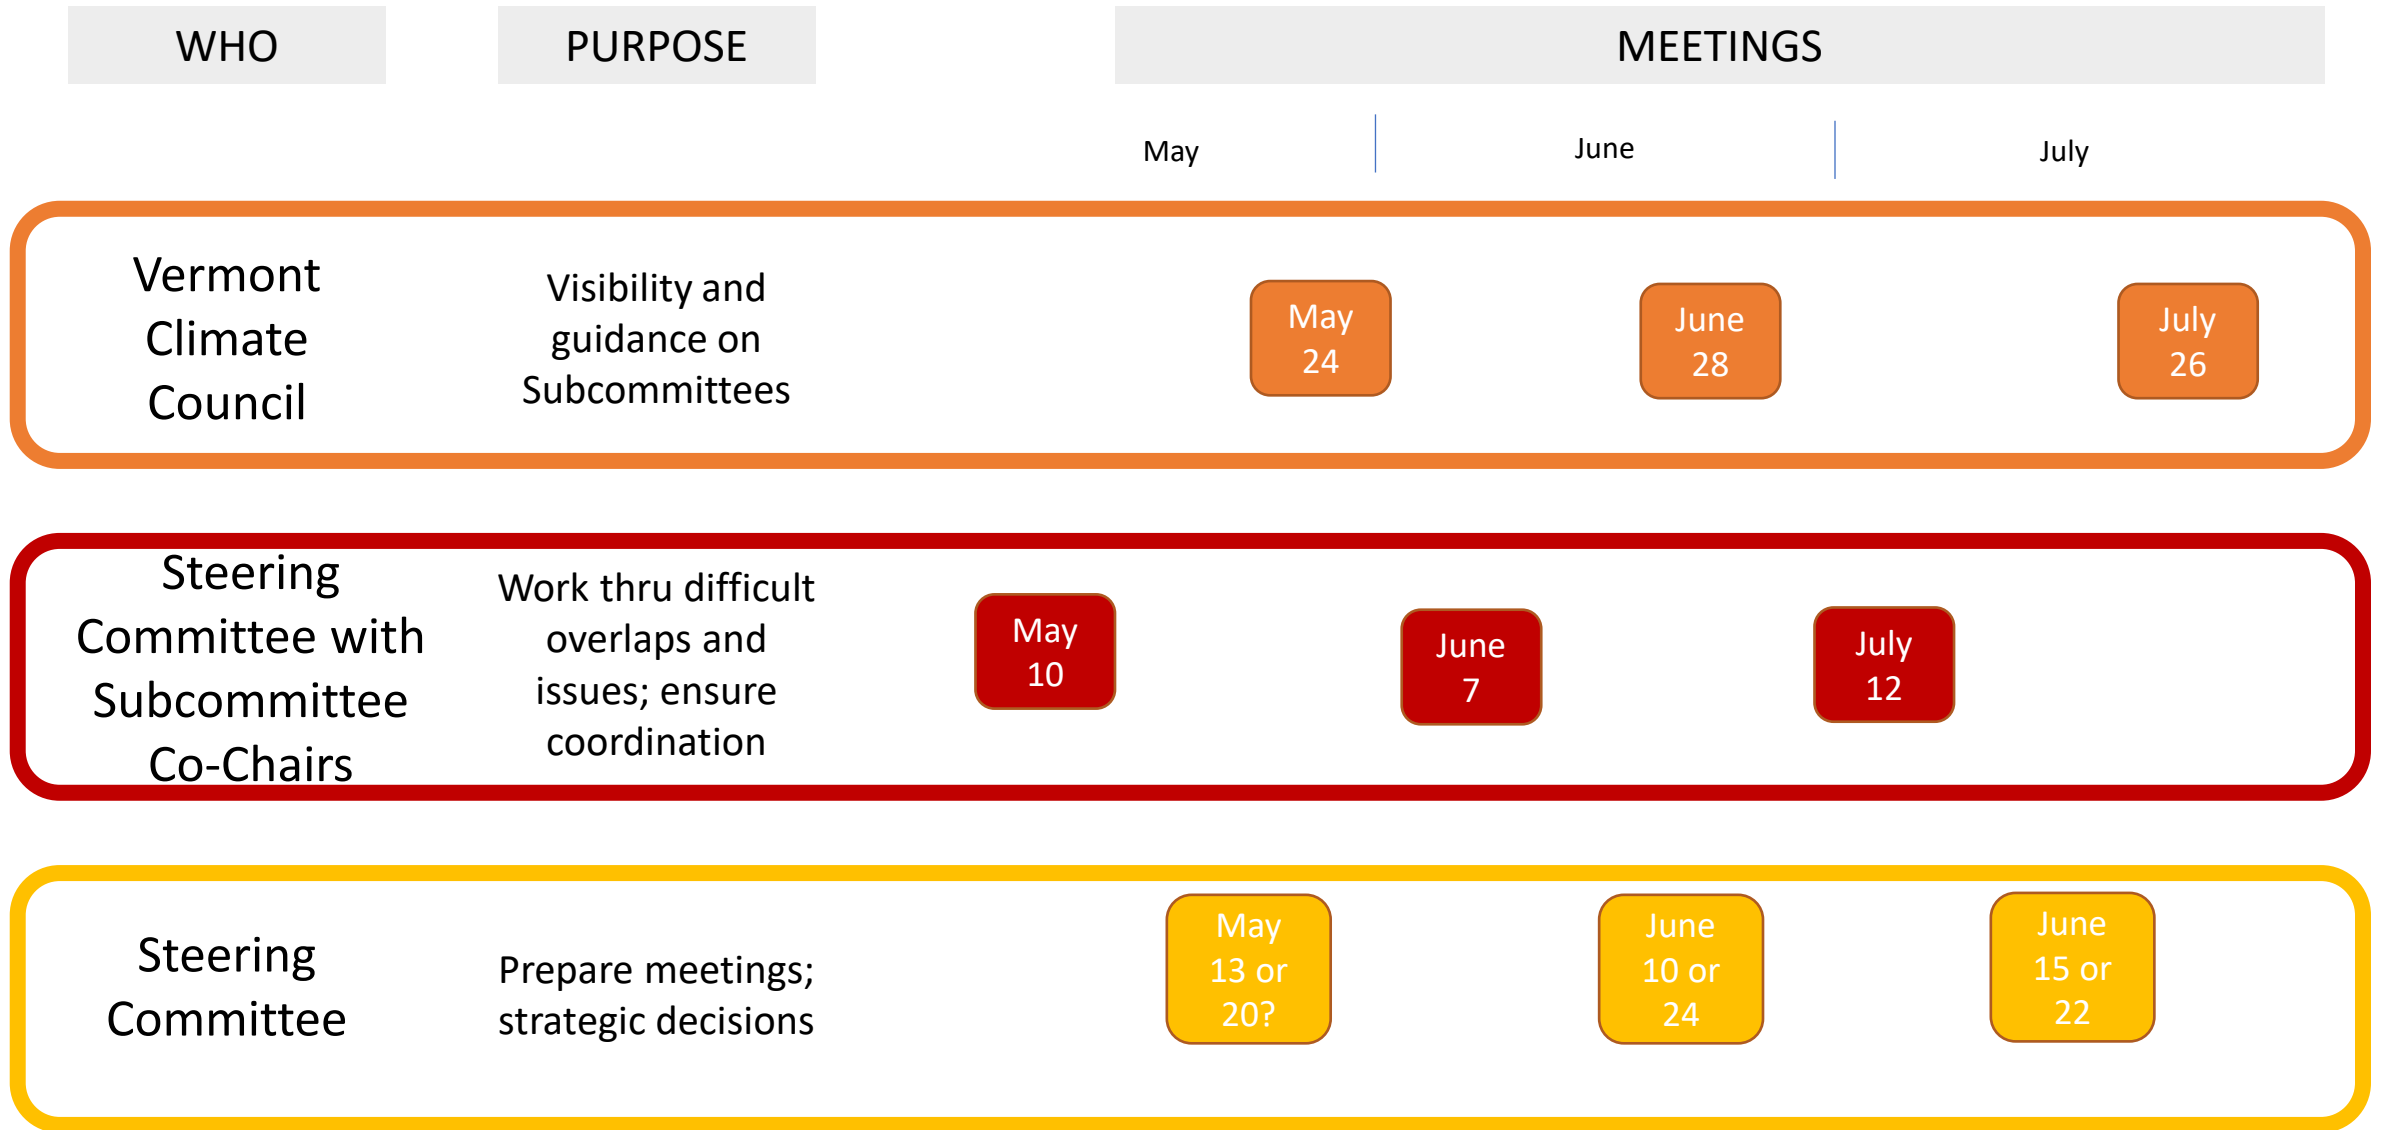 WHO
PURPOSE
MEETINGS
May
June
July
Vermont
Climate
Council
Visibility and
guidance on
Subcommittees
May
24
June
28
July
26
Steering
Committee with
Subcommittee
Co-Chairs
Work thru difficult
overlaps and
issues; ensure
coordination
May
10
June
7
July
12
Steering
Committee
Prepare meetings;
strategic decisions
May
13 or
20?
June
10 or
24
June
15 or
22